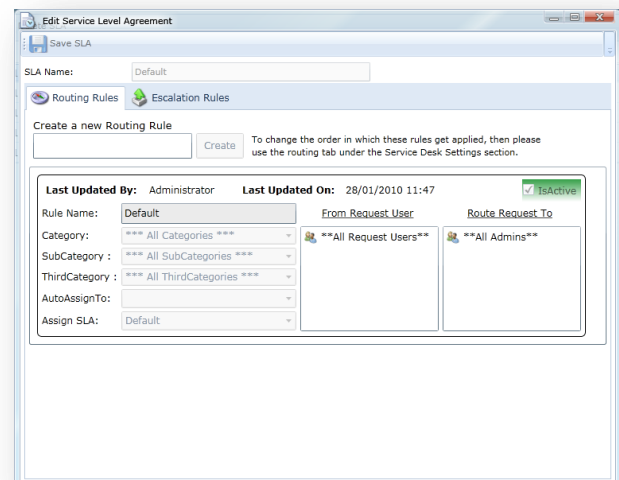 Edit Service Level Agreement
Save SLA
SLA Name: Default
Routing Rules Escalation Rules
Create a new Routing Rule
Create
To change the order in which these rules get applied, then please
use the routing tab under the Service Desk Settings section.
Last Updated By: Administrator Last Updated On: 28/01/2010 11:47 IsActive
Rule Name: Default From Request User Route Request To
Category: *** All Categories *** **All Request Users** **All Admins**
SubCategory : *** All SubCategories ***
ThirdCategory : *** All ThirdCategories ***
AutoAssignTo:
Assign SLA: Default